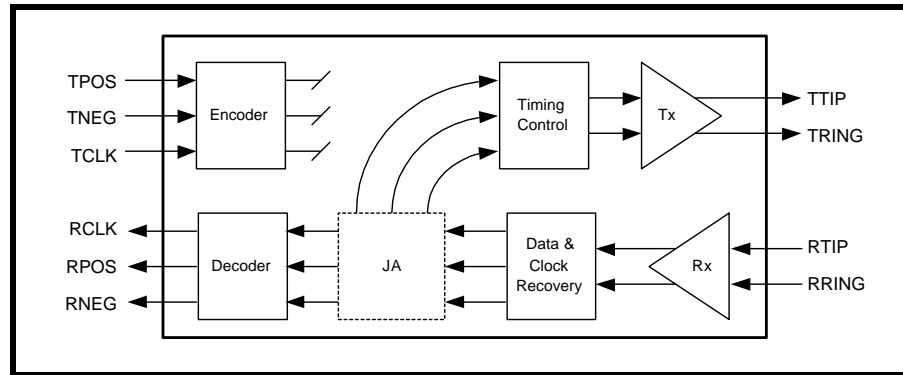 TPOS
TNEG
TCLK
Encoder
Timing
Control
Tx
TTIP
TRING
RCLK
RPOS
RNEG
Decoder
JA
Data &
Clock
Recovery
Rx
RTIP
RRING